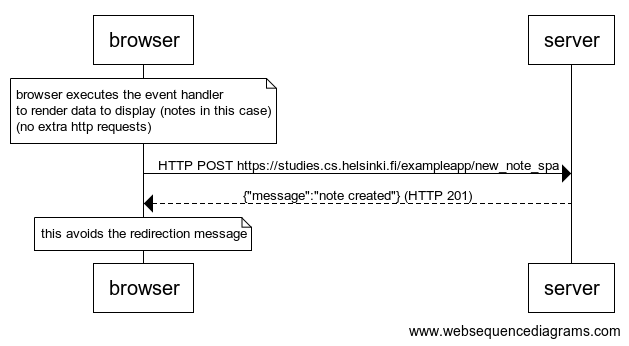 browser
server
browser executes the event handler
to render data to display (notes in this case)
(no extra http requests)
HTTP POST https://studies.cs.helsinki.fi/exampleapp/new_note_spa
{"message":"note created"} (HTTP 201)
this avoids the redirection message
browser
server
www.websequencediagrams.com